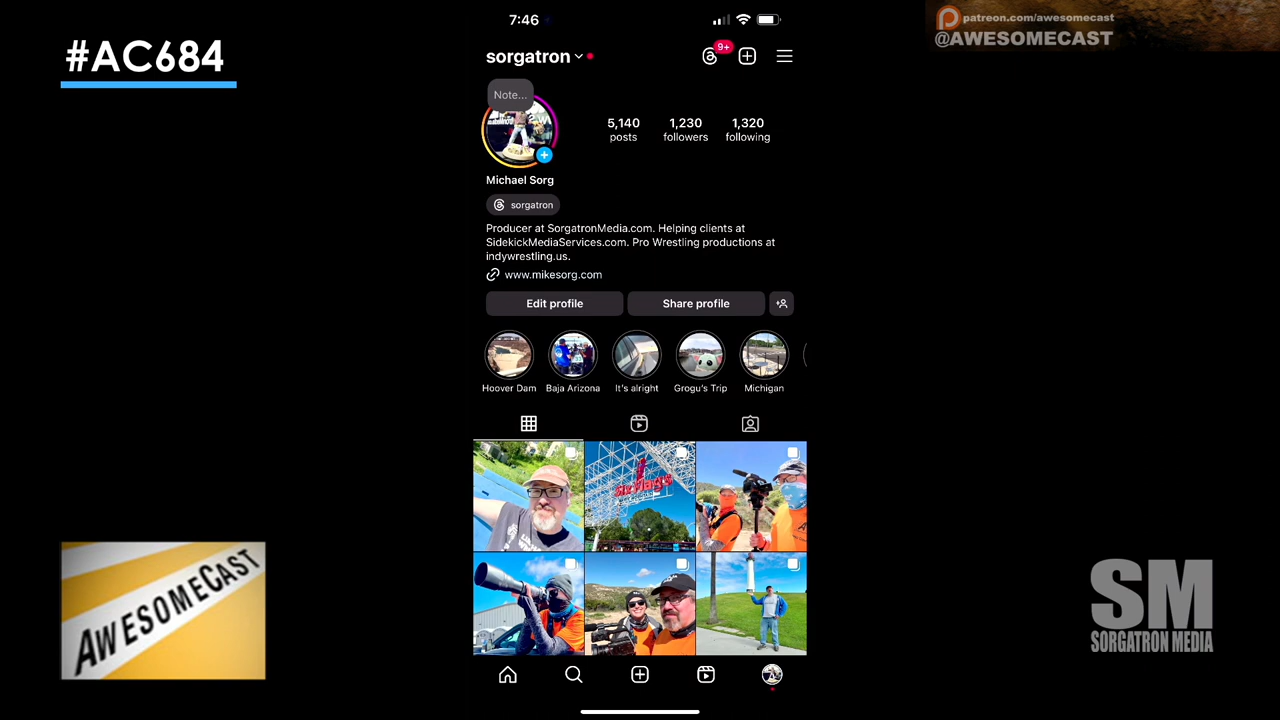 #AC684
patreon.com/awesomecast
@AWESOMECAST
7:46
sorgatron
9+
Note...
5,140
posts
1,230
followers
1,320
following
Michael Sorg
sorgatron
Producer at SorgatronMedia.com. Helping clients at
SidekickMediaServices.com. Pro Wrestling productions at
indywrestling.us.
www.mikesorg.com
Edit profile
Share profile
Hoover Dam
Baja Arizona
It's alright
Grogu's Trip
Michigan
Six Flags
AWESOMECAST
SM
SORGATRON MEDIA